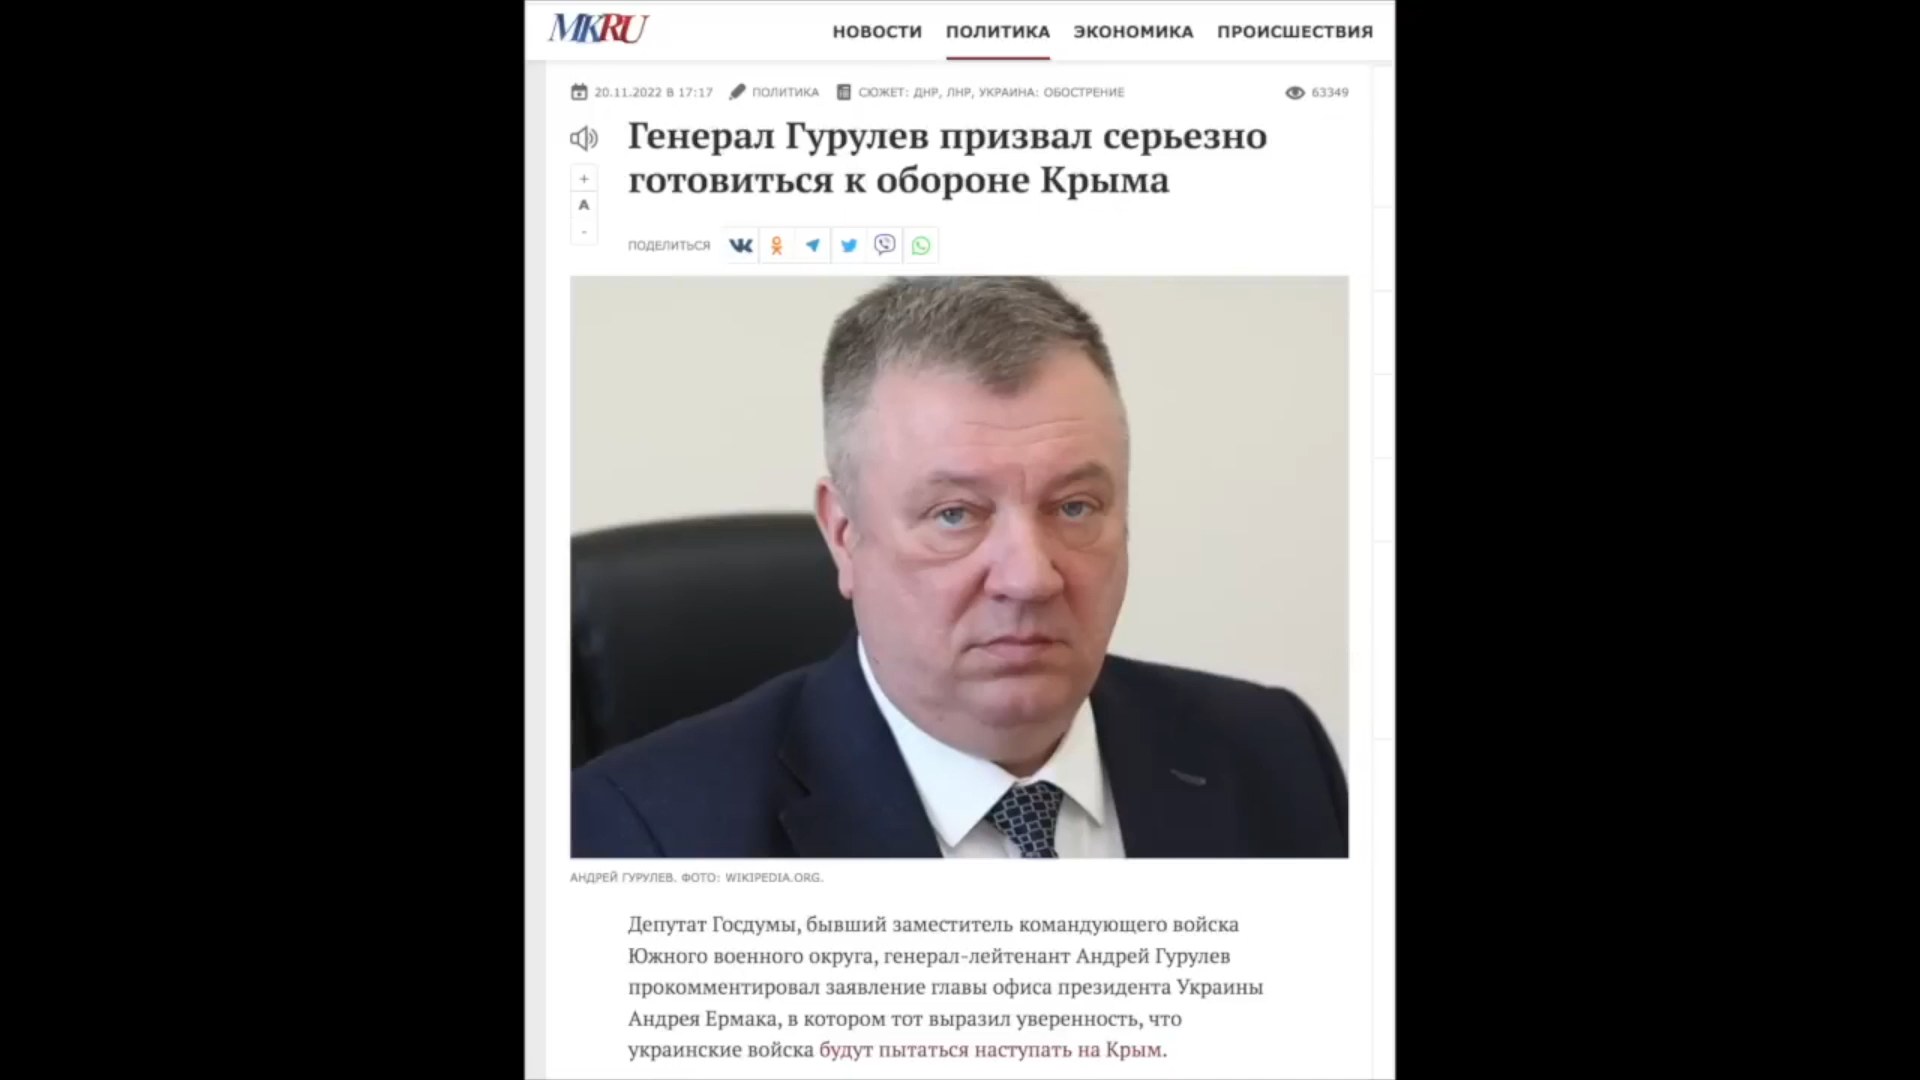 MKRU
НОВОСТИ ПОЛИТИКА ЭКОНОМИКА ПРОИСШЕСТВИЯ
20.11.2022 В 17:17 ПОЛИТИКА СЮЖЕТ: ДНР, ЛНР, УКРАИНА: ОБОСТРЕНИЕ 63349
Генерал Гурулев призвал серьезно
готовиться к обороне Крыма
+
A
-
ПОДЕЛИТЬСЯ
АНДРЕЙ ГУРУЛЕВ. ФОТО: WIKIPEDIA.ORG.
Депутат Госдумы, бывший заместитель командующего войска
Южного военного округа, генерал-лейтенант Андрей Гурулев
прокомментировал заявление главы офиса президента Украины
Андрея Ермака, в котором тот выразил уверенность, что
украинские войска будут пытаться наступать на Крым.